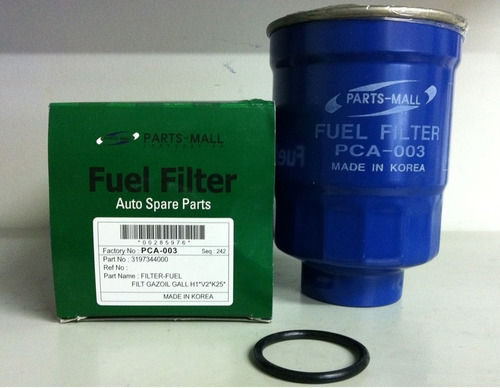 PARTS-MALL
CORPORATION
Fuel Filter
Auto Spare Parts
*00285976*
Factory No : PCA-003 Seq : 242
Part No : 3197344000
Ref No :
Part Name : FILTER-FUEL
FILT GAZOIL GALL H1*V2*K25*
MADE IN KOREA
PARTS-MALL
FUEL FILTER
PCA-003
MADE IN KOREA
Fue